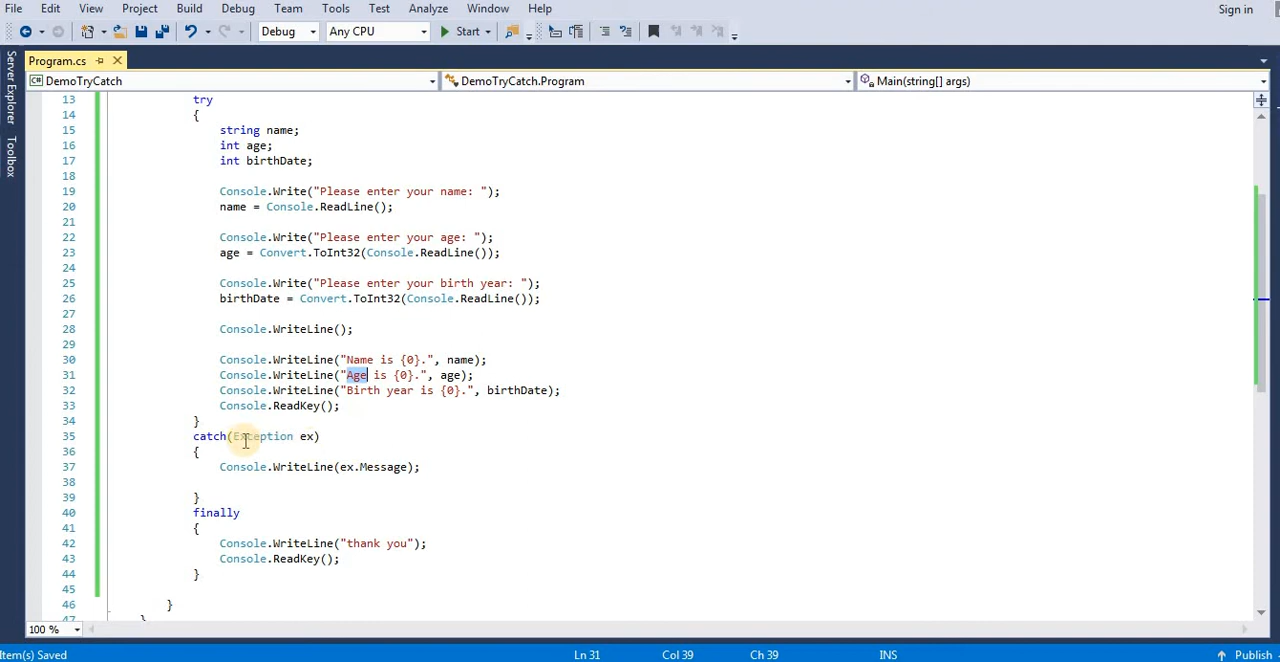 File Edit View Project Build Debug Team Tools Test Analyze Window Help Sign in
Debug Any CPU Start
Program.cs
DemoTryCatch DemoTryCatch.Program Main(string[] args)
Server Explorer
Toolbox
13 try
14 {
15 string name;
16 int age;
17 int birthDate;
18
19 Console.Write("Please enter your name: ");
20 name = Console.ReadLine();
21
22 Console.Write("Please enter your age: ");
23 age = Convert.ToInt32(Console.ReadLine());
24
25 Console.Write("Please enter your birth year: ");
26 birthDate = Convert.ToInt32(Console.ReadLine());
27
28 Console.WriteLine();
29
30 Console.WriteLine("Name is {0}.", name);
31 Console.WriteLine("Age is {0}.", age);
32 Console.WriteLine("Birth year is {0}.", birthDate);
33 Console.ReadKey();
34 }
35 catch(Exception ex)
36 {
37 Console.WriteLine(ex.Message);
38
39 }
40 finally
41 {
42 Console.WriteLine("thank you");
43 Console.ReadKey();
44 }
45
46 }
47 }
100 %
Item(s) Saved Ln 31 Col 39 Ch 39 INS Publish